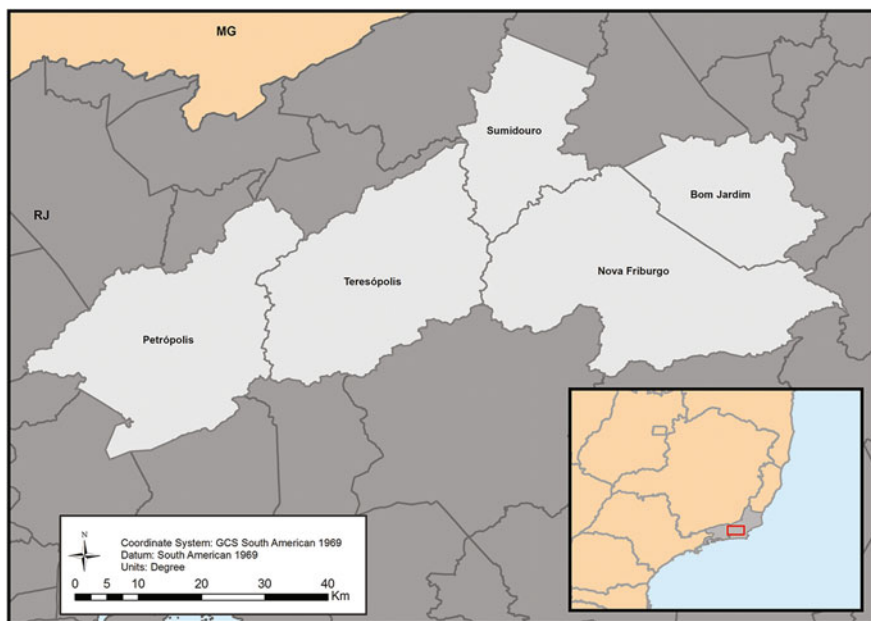 MG
Sumidouro
Bom Jardim
RJ
Nova Friburgo
Teresópolis
Petrópolis
N
Coordinate System: GCS South American 1969
Datum: South American 1969
Units: Degree
0 5 10 20 30 40
Km